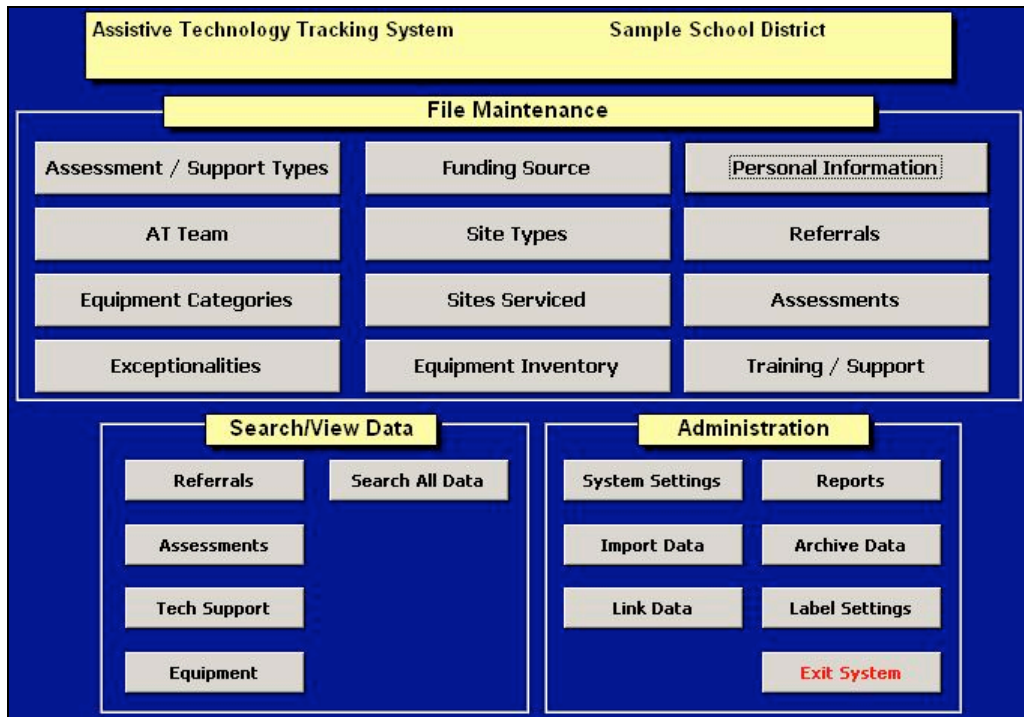 Assistive Technology Tracking System Sample School District
File Maintenance
Assessment / Support Types Funding Source Personal Information
AT Team Site Types Referrals
Equipment Categories Sites Serviced Assessments
Exceptionalities Equipment Inventory Training / Support
Search/View Data
Referrals Search All Data
Assessments
Tech Support
Equipment
Administration
System Settings Reports
Import Data Archive Data
Link Data Label Settings
Exit System